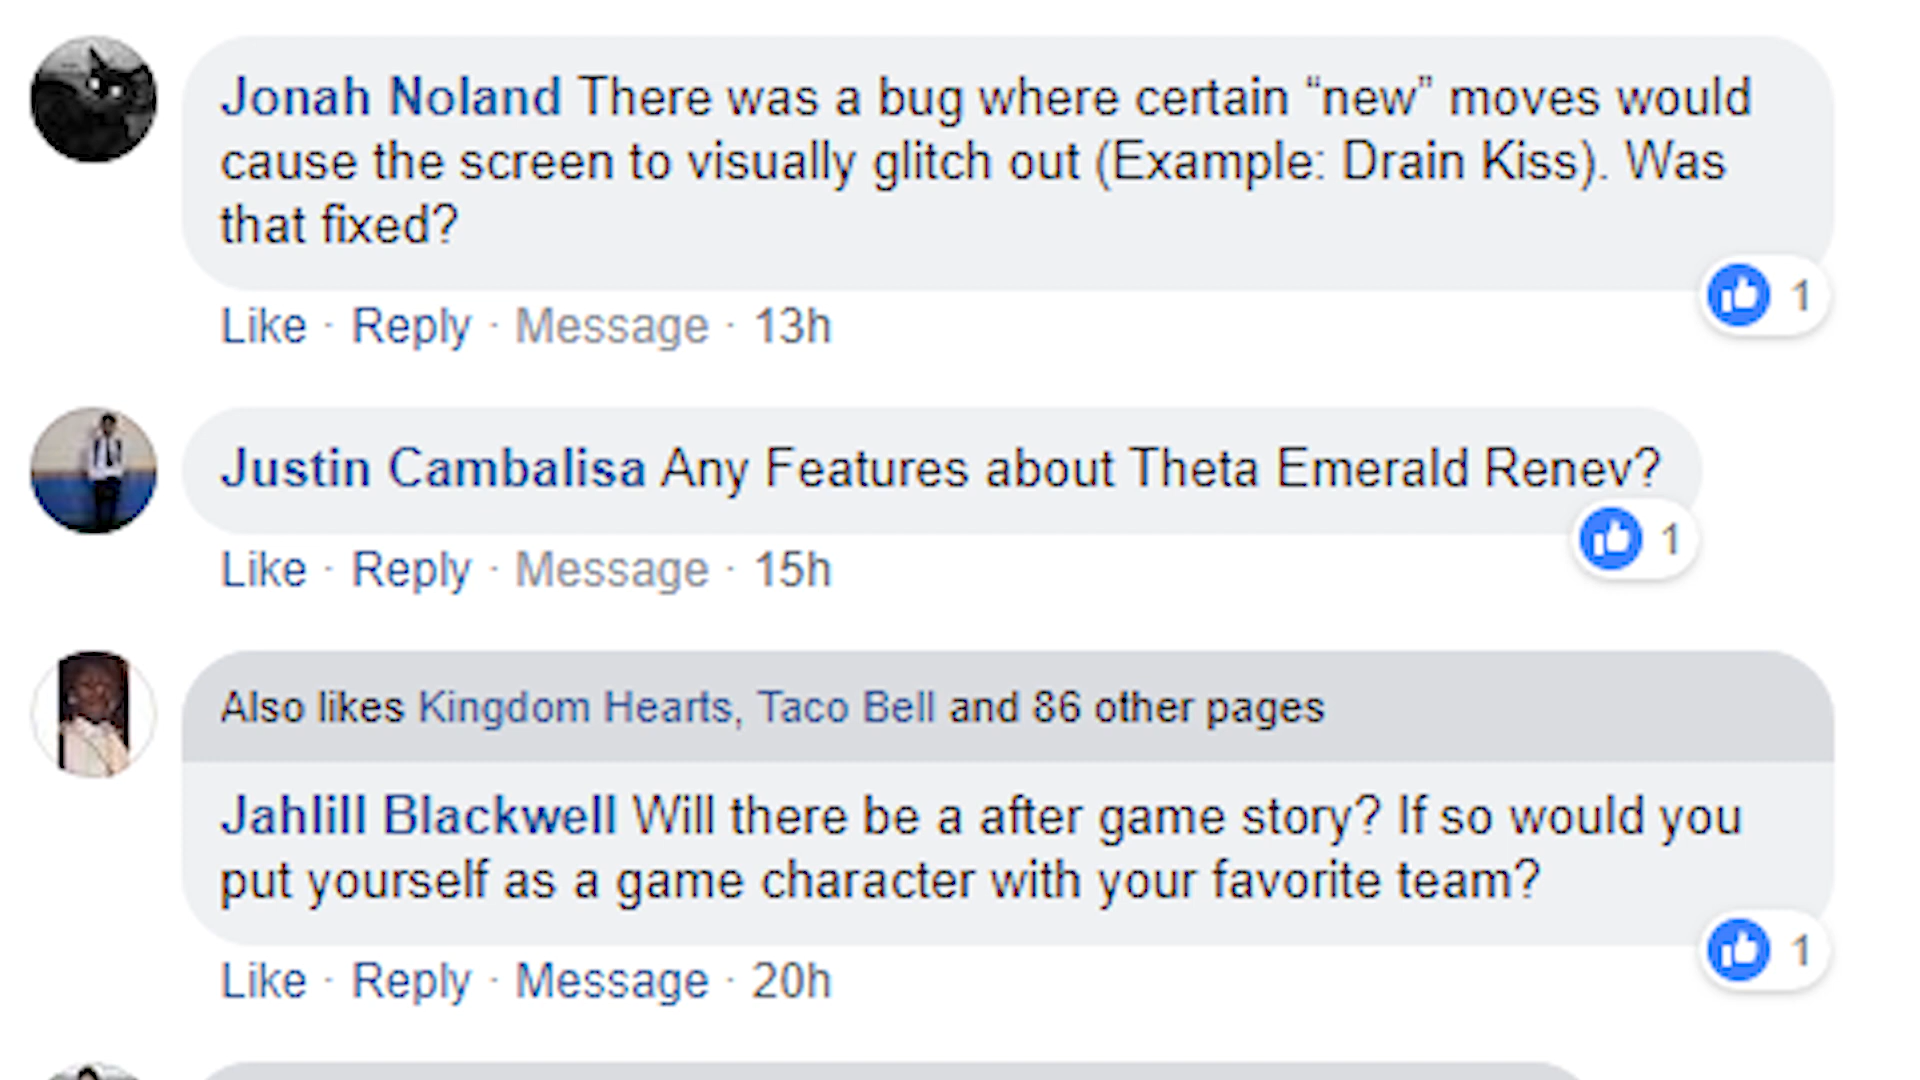 Jonah Noland There was a bug where certain “new” moves would
cause the screen to visually glitch out (Example: Drain Kiss). Was
that fixed?
1
Like · Reply · Message · 13h
Justin Cambalisa Any Features about Theta Emerald Renev?
1
Like · Reply · Message · 15h
Also likes Kingdom Hearts, Taco Bell and 86 other pages
Jahlill Blackwell Will there be a after game story? If so would you
put yourself as a game character with your favorite team?
1
Like · Reply · Message · 20h